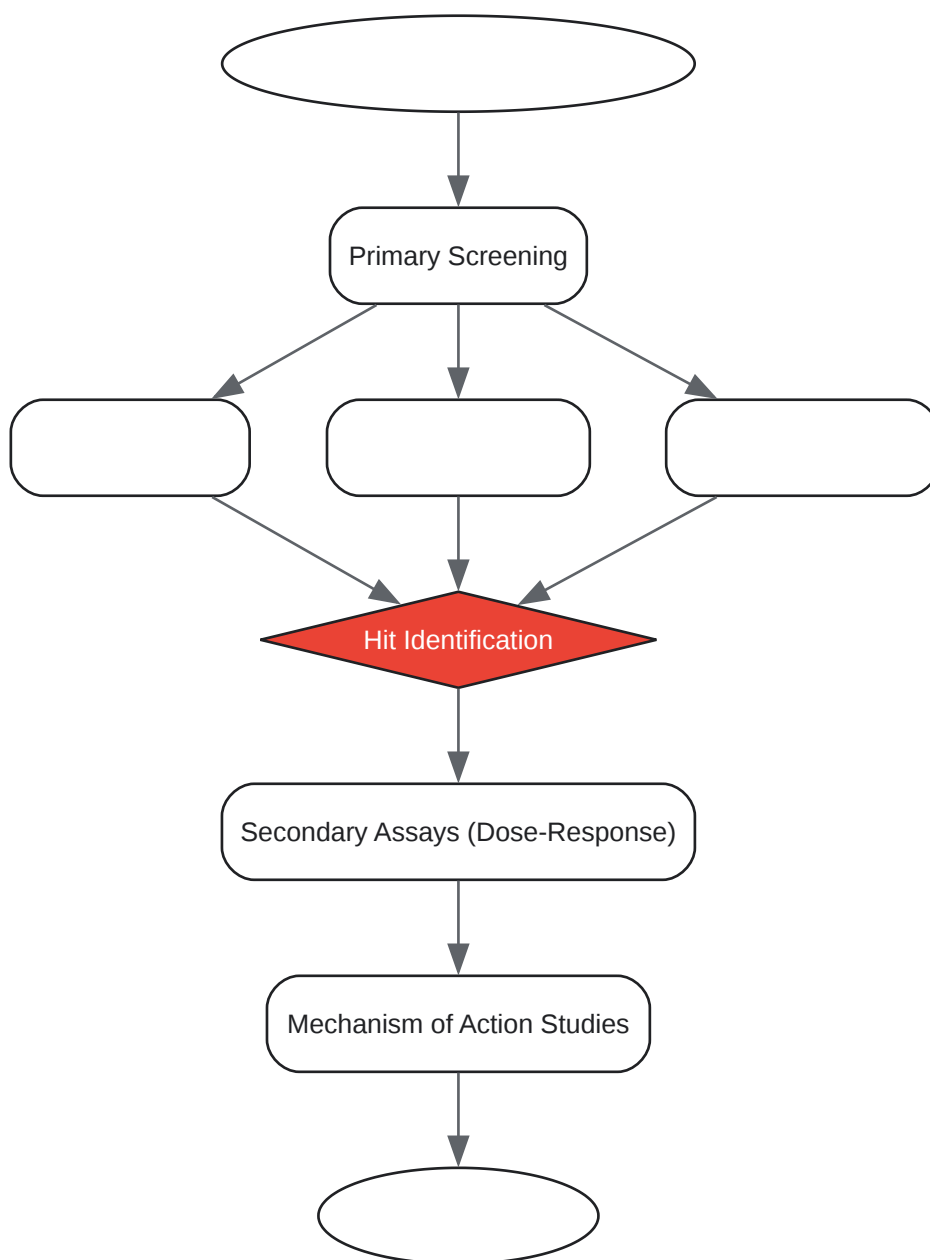 Primary Screening
Hit Identification
Secondary Assays (Dose-Response)
Mechanism of Action Studies